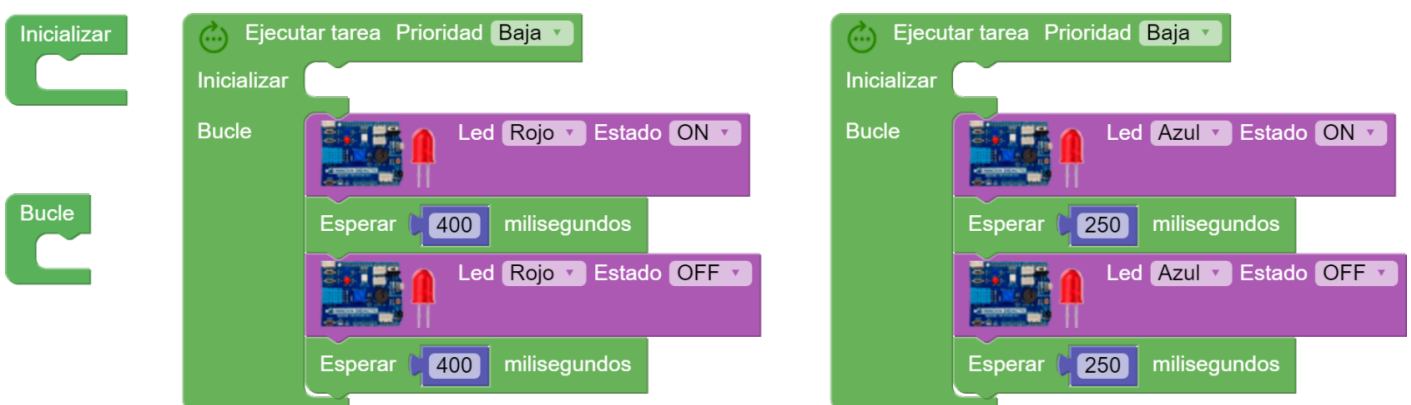 Inicializar
Bucle
Ejecutar tarea Prioridad Baja
Inicializar
Bucle
Led Rojo Estado ON
Esperar 400 milisegundos
Led Rojo Estado OFF
Esperar 400 milisegundos
Ejecutar tarea Prioridad Baja
Inicializar
Bucle
Led Azul Estado ON
Esperar 250 milisegundos
Led Azul Estado OFF
Esperar 250 milisegundos